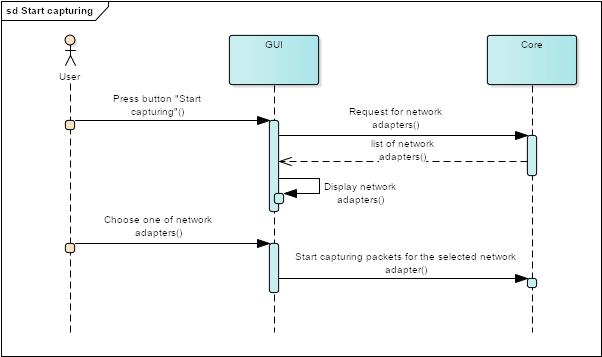 sd Start capturing
GUI
Core
User
Press button "Start
capturing"()
Request for network
adapters()
list of network
adapters()
Display network
adapters()
Choose one of network
adapters()
Start capturing packets for the selected network
adapter()